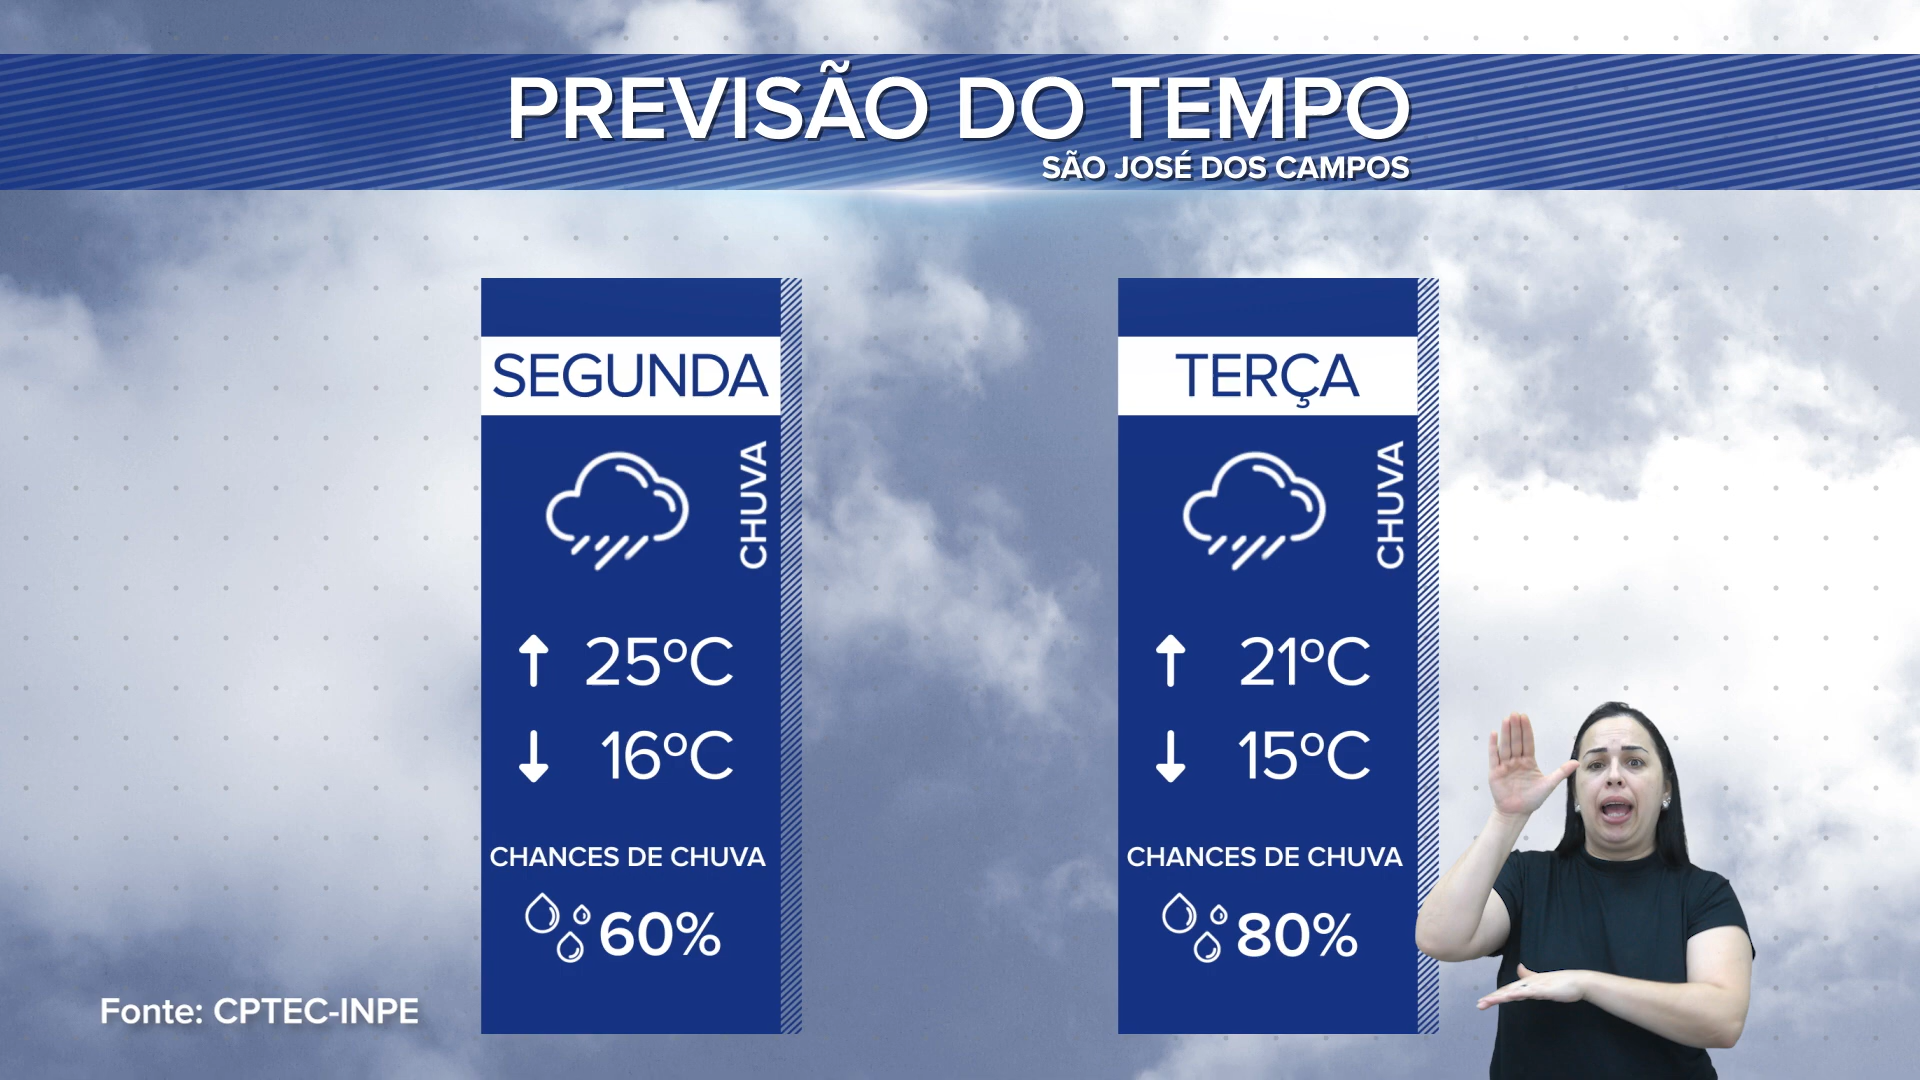 PREVISÃO DO TEMPO
SÃO JOSÉ DOS CAMPOS
SEGUNDA
CHUVA
25ºC
16ºC
CHANCES DE CHUVA
60%
TERÇA
CHUVA
21ºC
15ºC
CHANCES DE CHUVA
80%
Fonte: CPTEC-INPE